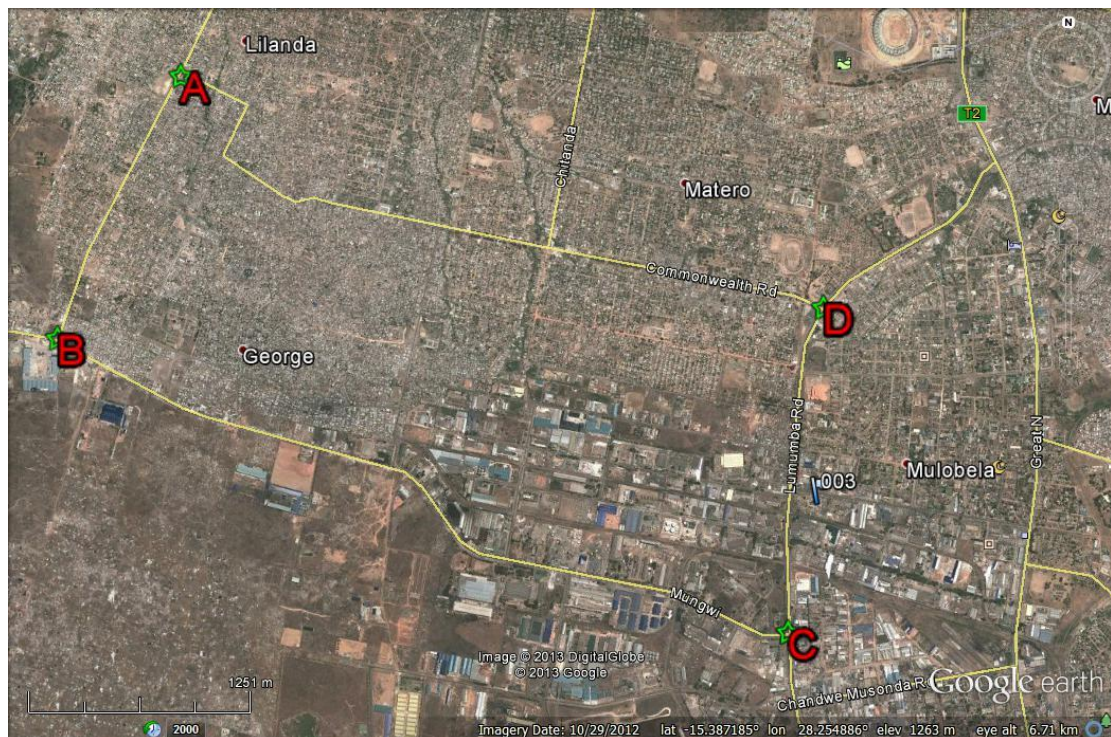 N
Lilanda
A
M
T2
Chitanda
Matero
Commonwealth Rd
D
B
George
Lumumba Rd
Great N
Mulobela
003
Mungwi
C
Image © 2013 DigitalGlobe
© 2013 Google
Chandwe Musonda R
Google earth
1251 m
2000
Imagery Date: 10/29/2012 lat -15.387185° lon 28.254886° elev 1263 m eye alt 6.71 km